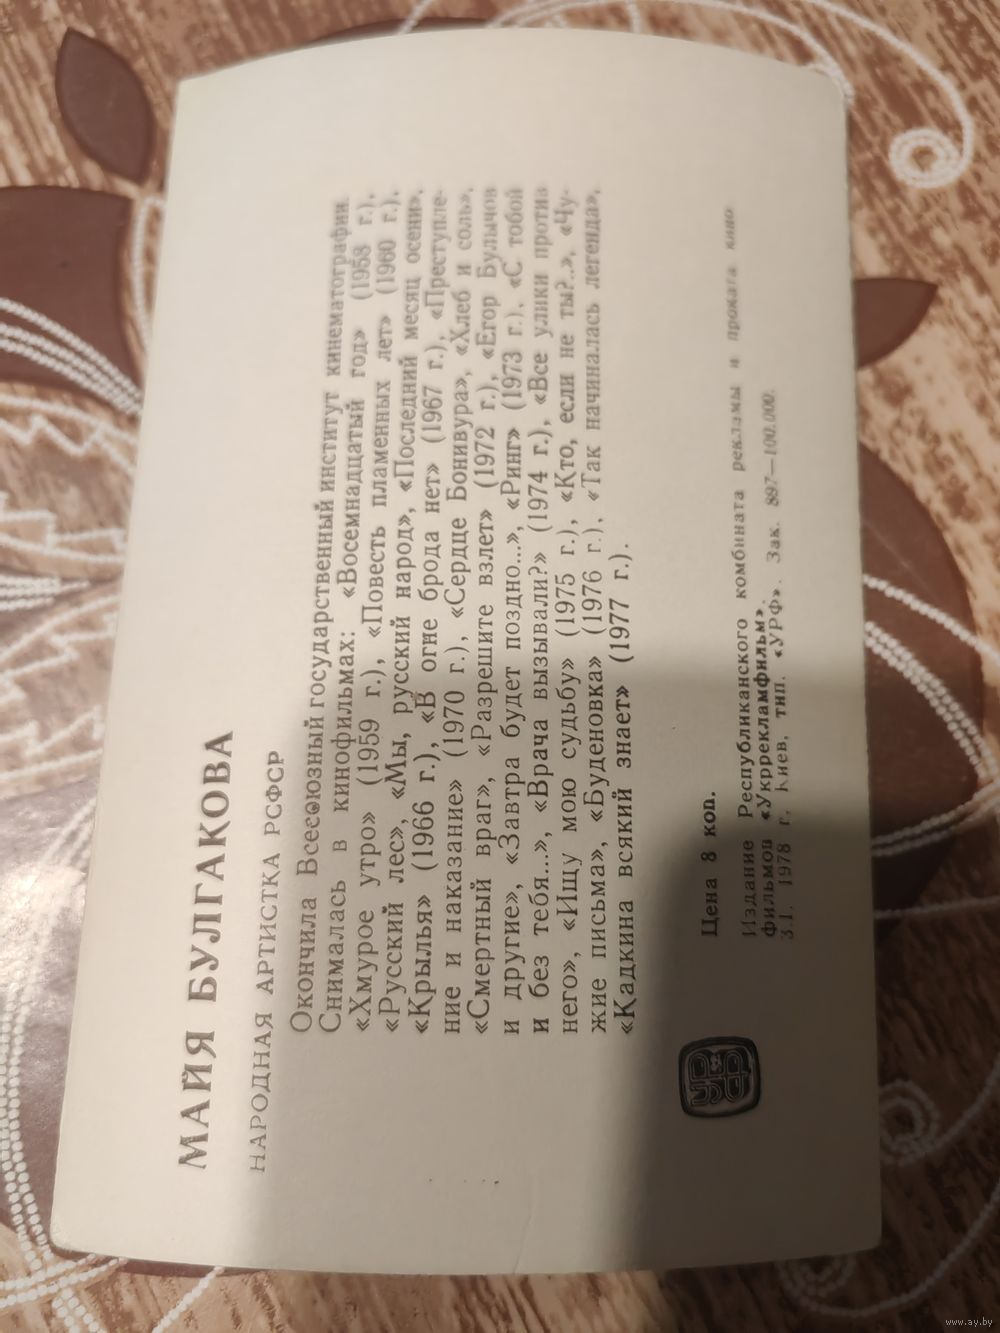 МАЙЯ БУЛГАКОВА
НАРОДНАЯ АРТИСТКА РСФСР
Окончила Всесоюзный государственный институт кинематографии.
Снималась в кинофильмах: «Восемнадцатый год» (1958 г.),
«Хмурое утро» (1959 г.), «Повесть пламенных лет» (1960 г.),
«Русский лес», «Мы, русский народ», «Последний месяц осени»,
«Крылья» (1966 г.), «В огне брода нет» (1967 г.), «Преступле-
ние и наказание» (1970 г.), «Сердце Бонивура», «Хлеб и соль»,
«Смертный враг», «Разрешите взлет» (1972 г.), «Егор Булычов
и другие», «Завтра будет поздно...», «Ринг» (1973 г.), «С тобой
и без тебя...», «Врача вызывали?» (1974 г.), «Все улики против
него», «Ищу мою судьбу» (1975 г.), «Кто, если не ты?..», «Чу-
жие письма», «Буденовка» (1976 г.), «Так начиналась легенда»,
«Кадкина всякий знает» (1977 г.).
Цена 8 коп.
Издание Республиканского комбината рекламы и проката кино
фильмов «Укррекламфильм».
3.I. 1978 г. Киев, тип. «УРФ». Зак. 897—100.000.
УРФ
www.ay.by